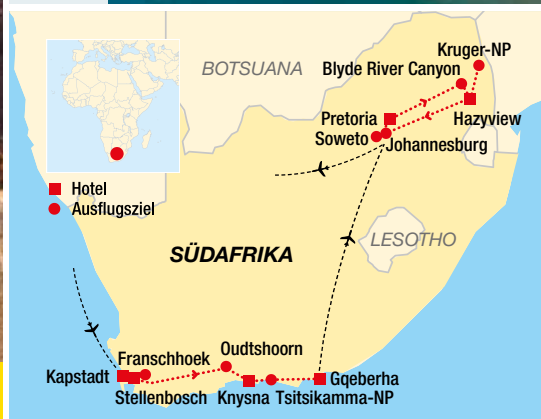 Kruger-NP
BOTSUANA
Blyde River Canyon
Pretoria
Hazyview
Soweto
Johannesburg
Hotel
Ausflugsziel
SÜDAFRIKA
LESOTHO
Franschhoek
Oudtshoorn
Kapstadt
Gqeberha
Stellenbosch
Knysna
Tsitsikamma-NP